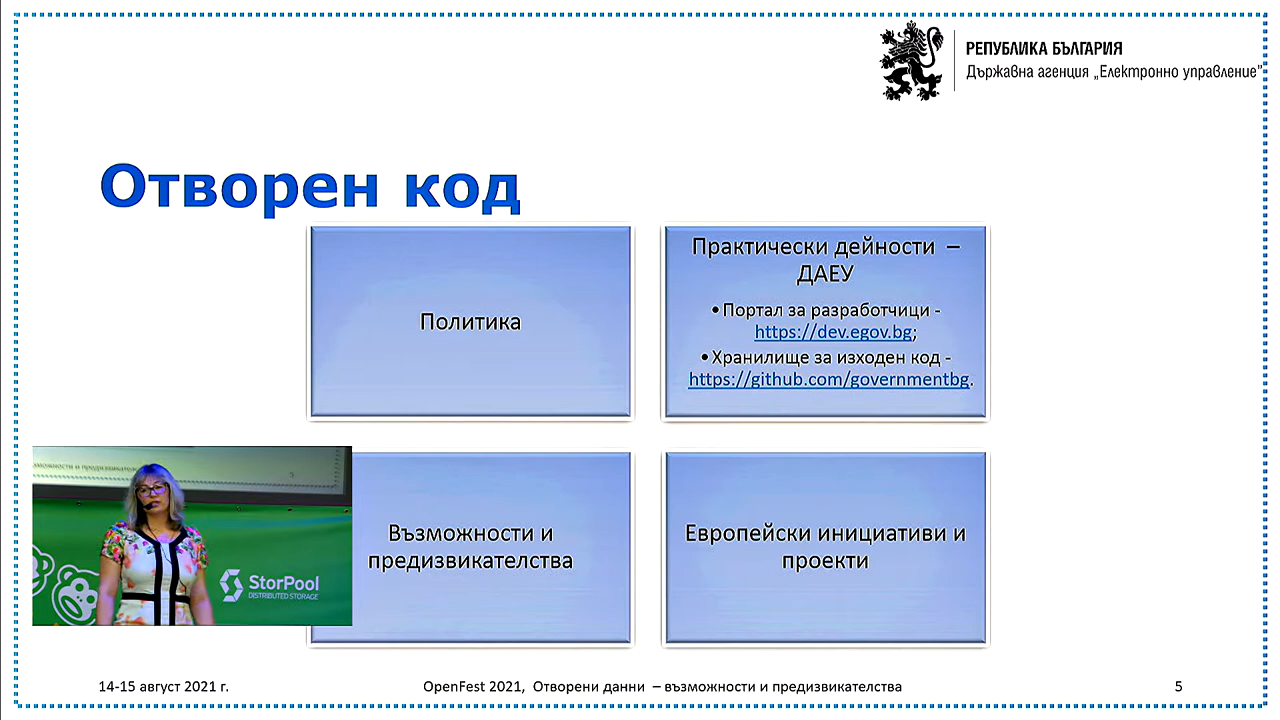 РЕПУБЛИКА БЪЛГАРИЯ
Държавна агенция „Електронно управление”
Отворен код
Политика
Практически дейности –
ДАЕУ
•Портал за разработчици -
https://dev.egov.bg;
•Хранилище за изходен код -
https://github.com/governmentbg.
Възможности и
предизвикателства
Европейски инициативи и
проекти
StorPool
DISTRIBUTED STORAGE
14-15 август 2021 г.
OpenFest 2021, Отворени данни – възможности и предизвикателства
5